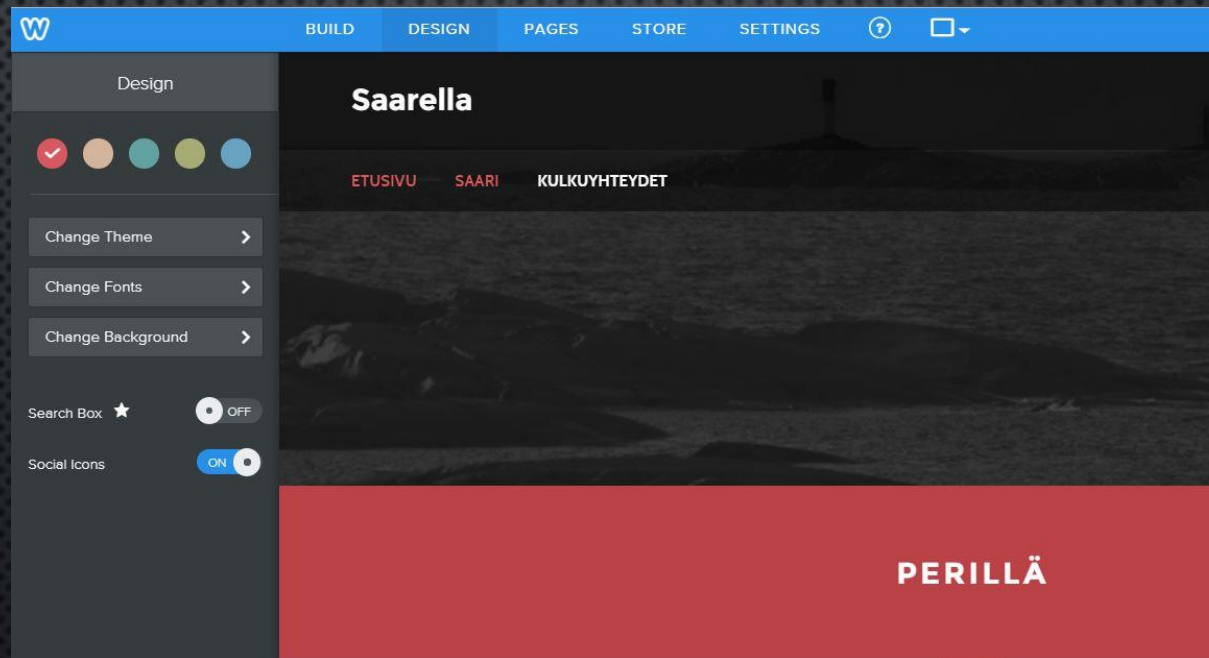 BUILD DESIGN PAGES STORE SETTINGS ?
Design
Saarella
ETUSIVU SAARI KULKUYHTEYDET
Change Theme
Change Fonts
Change Background
Search Box OFF
Social Icons ON
PERILLÄ